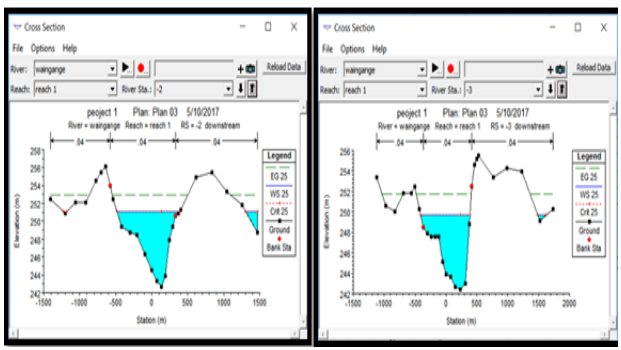 Cross Section
File Options Help
River: waingange
Reload Data
Reach: reach 1 River Sta.: -2
peoject 1 Plan: Plan 03 5/10/2017
River = waingange Reach = reach 1 RS = -2 downstream
.04 .04 .04
Legend
EG 25
WS 25
Crit 25
Ground
Bank Sta
Elevation (m)
258
256
254
252
250
248
246
244
242
-1500 -1000 -500 0 500 1000 1500
Station (m)
Cross Section
File Options Help
River: waingange
Reload Data
Reach: reach 1 River Sta.: -3
peoject 1 Plan: Plan 03 5/10/2017
River = waingange Reach = reach 1 RS = -3 downstream
.04 .04 .04
Legend
EG 25
WS 25
Crit 25
Ground
Bank Sta
Elevation (m)
256
254
252
250
248
246
244
242
-1500 -1000 -500 0 500 1000 1500 2000
Station (m)